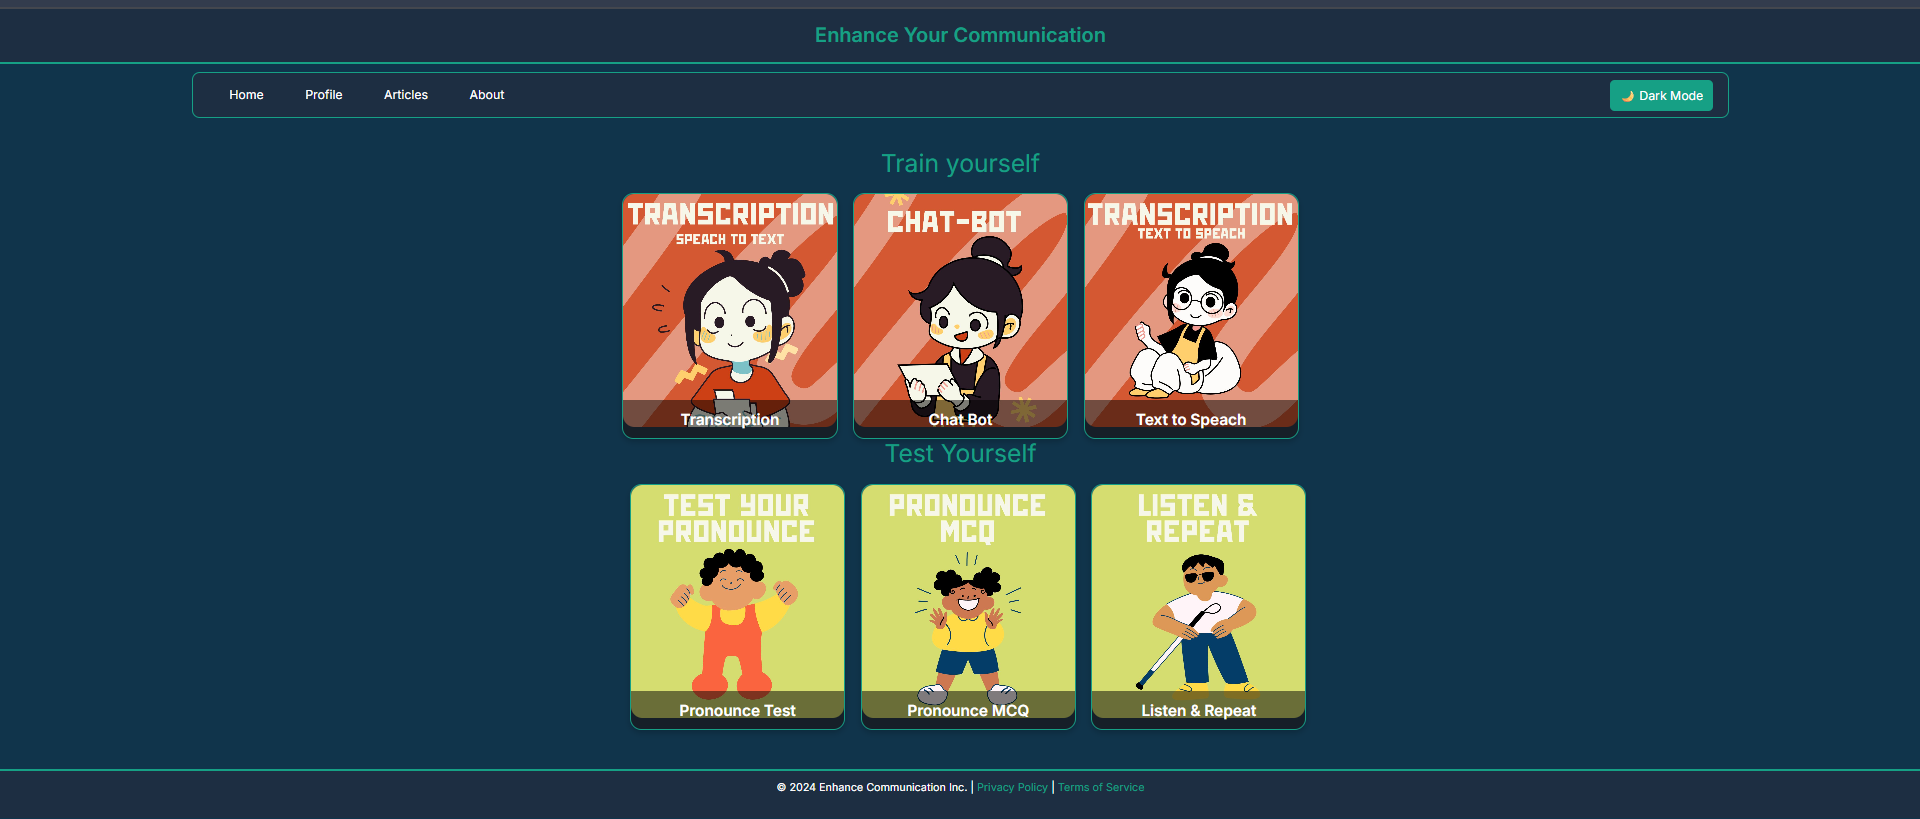 Enhance Your Communication
Home Profile Articles About 🌙 Dark Mode
Train yourself
TRANSCRIPTION
SPEACH TO TEXT
Transcription
CHAT-BOT
Chat Bot
TRANSCRIPTION
TEXT TO SPEACH
Text to Speach
Test Yourself
TEST YOUR
PRONOUNCE
Pronounce Test
PRONOUNCE
MCQ
Pronounce MCQ
LISTEN &
REPEAT
Listen & Repeat
© 2024 Enhance Communication Inc. | Privacy Policy | Terms of Service